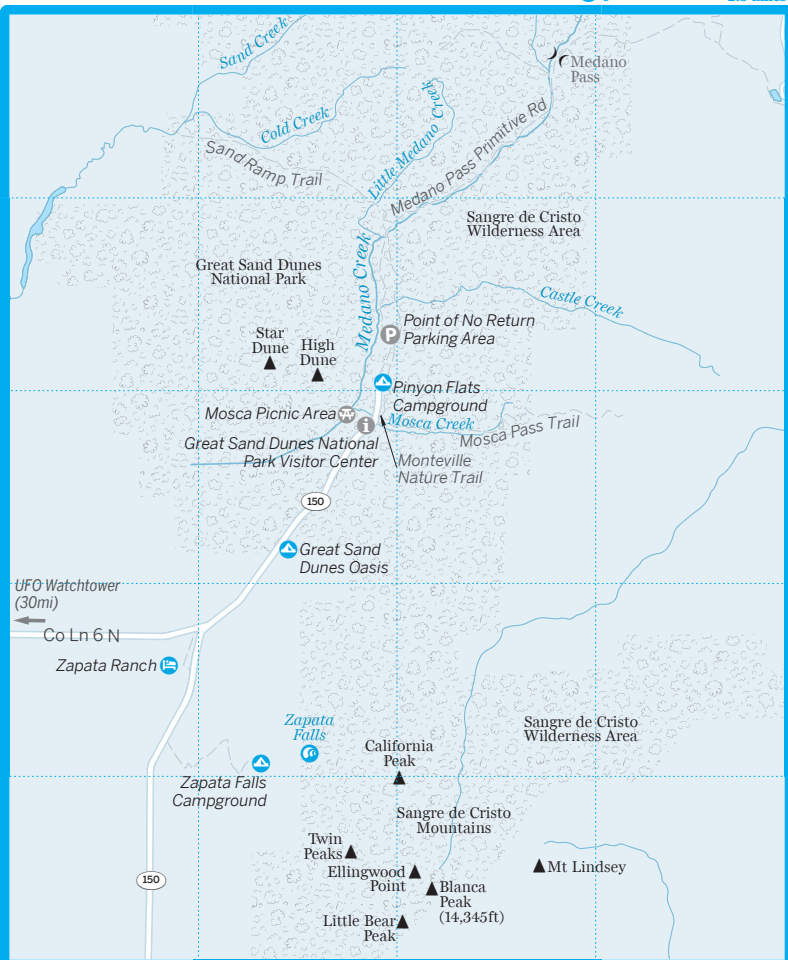 Sand Creek
Medano
Pass
Cold Creek
Little Medano Creek
Medano Pass Primitive Rd
Sand Ramp Trail
Sangre de Cristo
Wilderness Area
Great Sand Dunes
National Park
Medano Creek
Castle Creek
Point of No Return
Parking Area
P
Star
Dune
High
Dune
Pinyon Flats
Campground
Mosca Picnic Area
Mosca Creek
Mosca Pass Trail
i
Great Sand Dunes National
Park Visitor Center
Monteville
Nature Trail
150
Great Sand
Dunes Oasis
UFO Watchtower
(30mi)
Co Ln 6 N
Zapata Ranch
Zapata
Falls
Sangre de Cristo
Wilderness Area
California
Peak
Zapata Falls
Campground
Sangre de Cristo
Mountains
Twin
Peaks
Ellingwood
Point
Mt Lindsey
Blanca
Peak
(14,345ft)
150
Little Bear
Peak